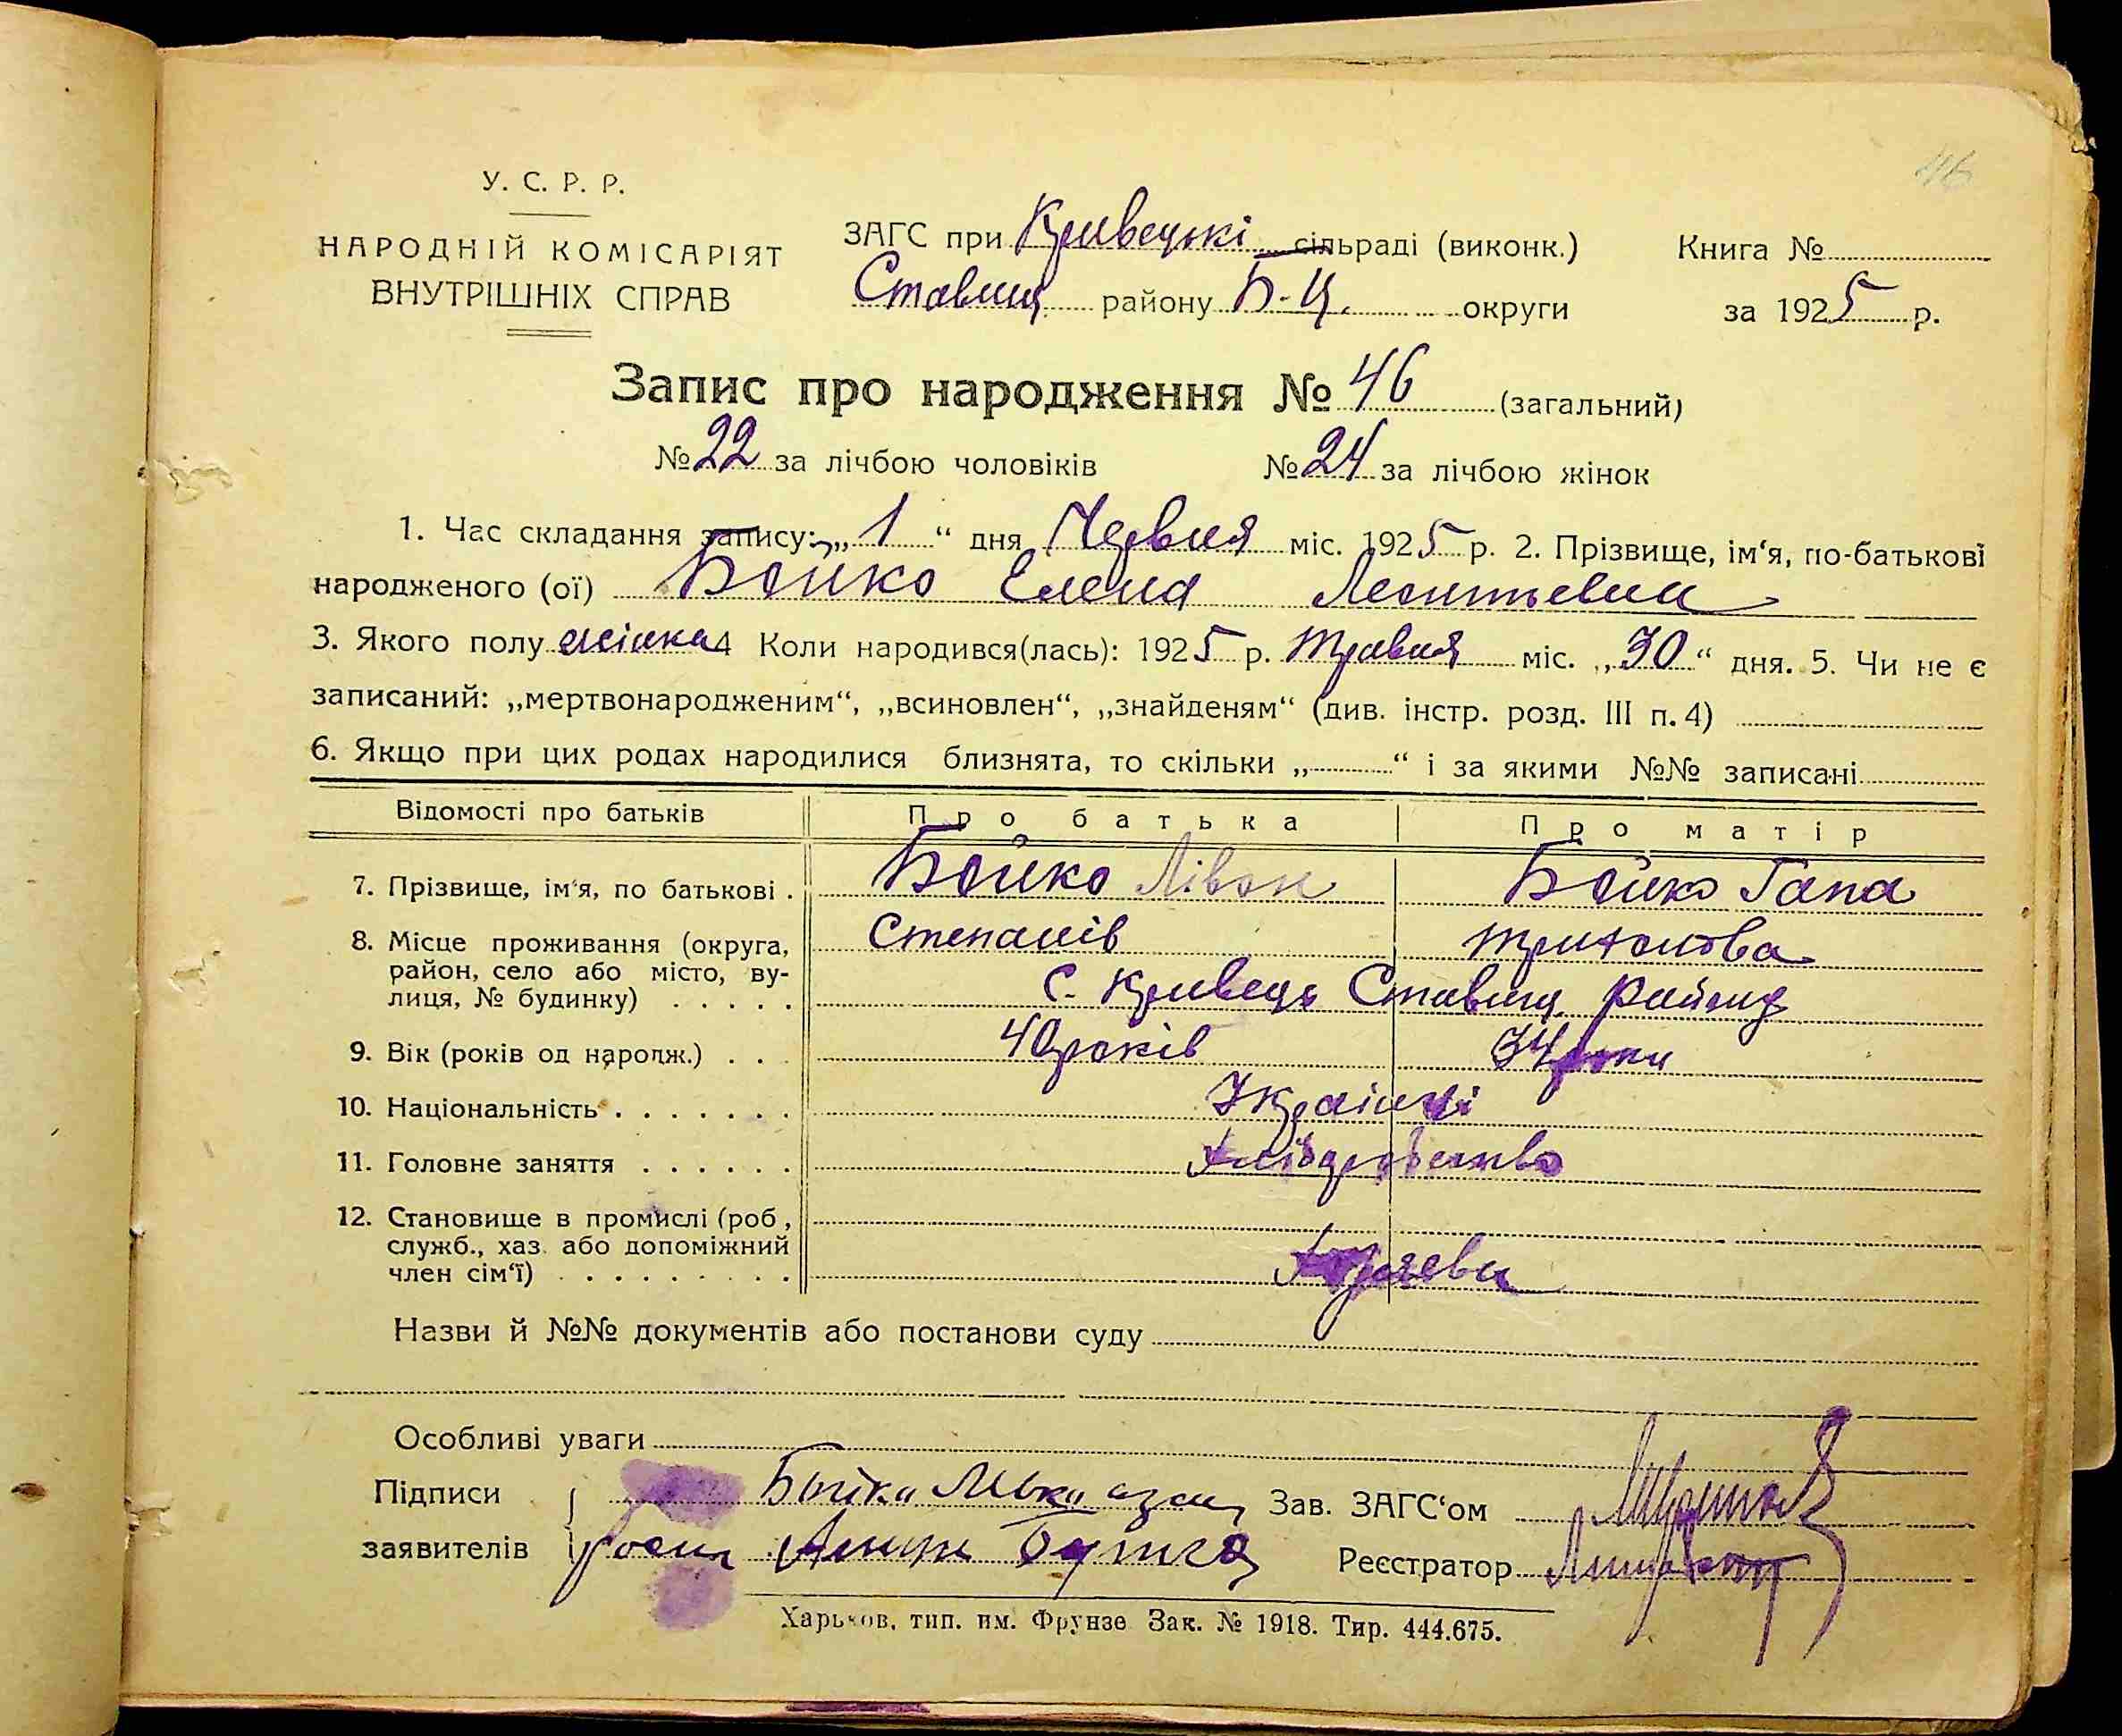 46
У. С. Р. Р.
НАРОДНІЙ КОМІСАРІЯТ
ВНУТРІШНІХ СПРАВ
ЗАГС при Кривецькі сільраді (виконк.)
Ставищ. району Б-Ц. округи
Книга №
за 1925 р.
Запис про народження № 46 (загальний)
№ 22 за лічбою чоловіків № 24 за лічбою жінок
1. Час складання запису: „1“ дня Червня міс. 1925 р. 2. Прізвище, ім‘я, по-батькові
народженого (ої) Бойко Елена Леонтьевна
3. Якого полу жінка 4 Коли народився(лась): 1925 р. Травня міс. „30“ дня. 5. Чи не є
записаний: „мертвонародженим“, „всиновлен“, „знайденям“ (див. інстр. розд. III п. 4)
6. Якщо при цих родах народилися близнята, то скільки „ “ і за якими №№ записані
Відомості про батьків Про батька Про матір
7. Прізвище, ім‘я, по батькові . Бойко Лівон Бойко Гапа
Степанів Трифонова
8. Місце проживання (округа,
район, село або місто, ву-
лиця, № будинку) . . . . . С. Кривець Ставищ. Району
9. Вік (років од народж.) . . 40 років 34 роки
10. Національність . . . . . . . Українці
11. Головне заняття . . . . . . Хліборобство
12. Становище в промислі (роб,
служб., хаз. або допоміжний
член сім‘ї) . . . . . . . . Хазяєви
Назви й №№ документів або постанови суду
Особливі уваги
Підписи
заявителів
Бойко
Зав. ЗАГС‘ом
Реєстратор
Харьков, тип. им. Фрунзе Зак. № 1918. Тир. 444.675.